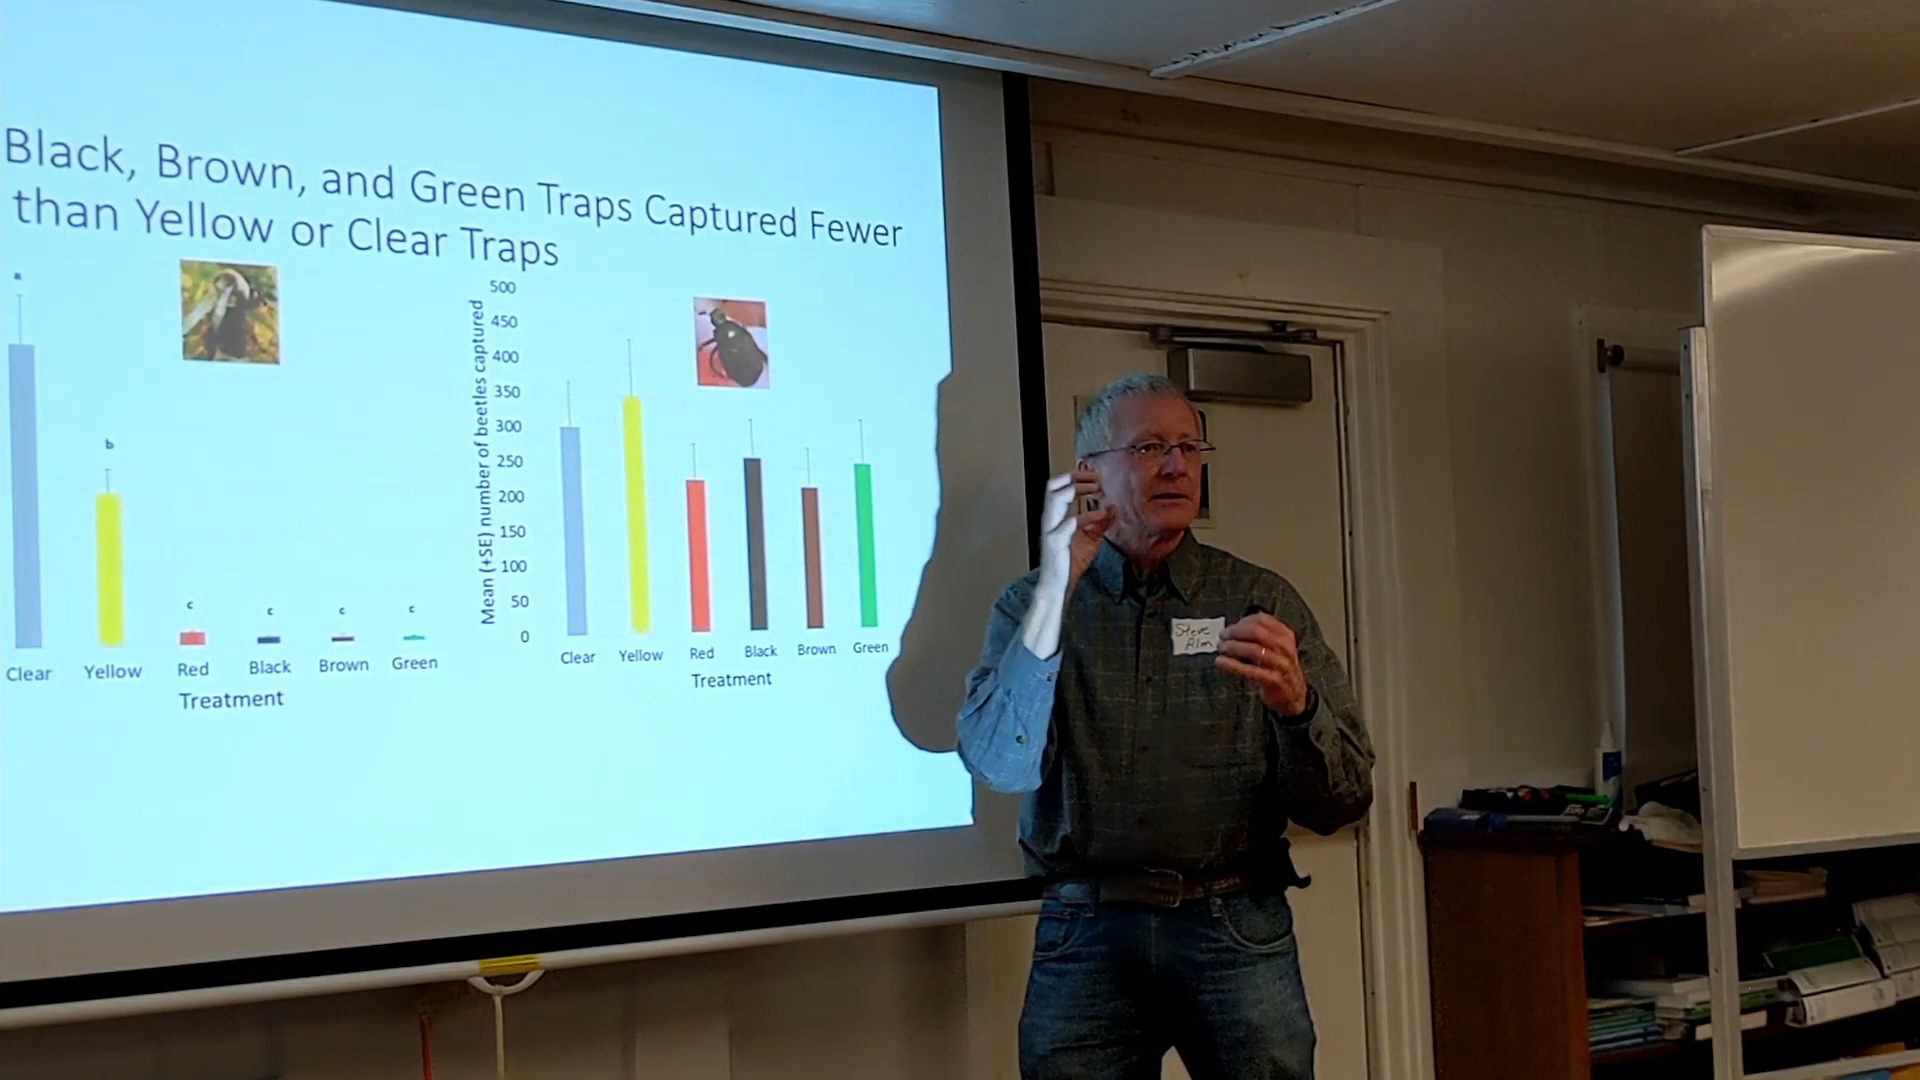 Black, Brown, and Green Traps Captured Fewer
than Yellow or Clear Traps
a
b
c
c
c
c
Clear
Yellow
Red
Black
Brown
Green
Treatment
Mean (+SE) number of beetles captured
500
450
400
350
300
250
200
150
100
50
0
Clear
Yellow
Red
Black
Brown
Green
Treatment
Steve
Alm